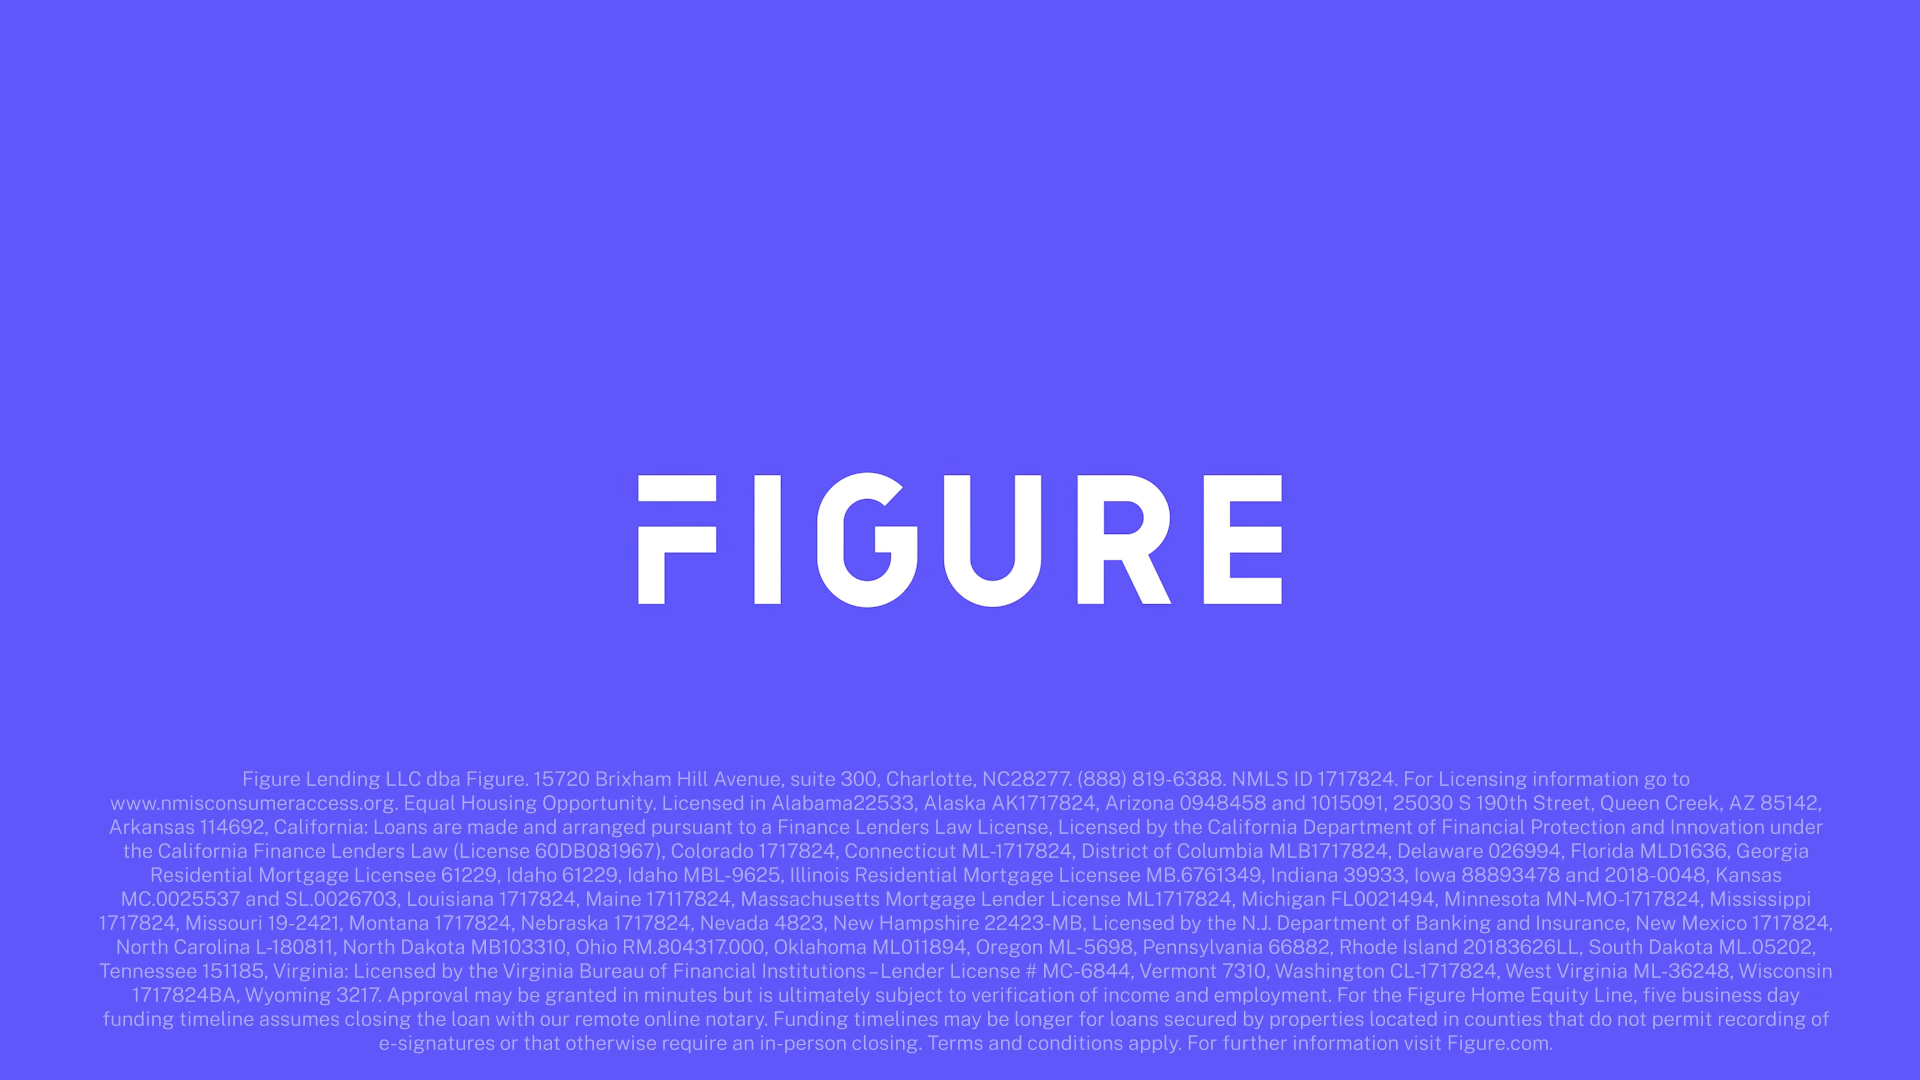 FIGURE
Figure Lending LLC dba Figure. 15720 Brixham Hill Avenue, suite 300, Charlotte, NC28277. (888) 819-6388. NMLS ID 1717824. For Licensing information go to
www.nmisconsumeraccess.org. Equal Housing Opportunity. Licensed in Alabama22533, Alaska AK1717824, Arizona 0948458 and 1015091, 25030 S 190th Street, Queen Creek, AZ 85142,
Arkansas 114692, California: Loans are made and arranged pursuant to a Finance Lenders Law License, Licensed by the California Department of Financial Protection and Innovation under
the California Finance Lenders Law (License 60DB081967), Colorado 1717824, Connecticut ML-1717824, District of Columbia MLB1717824, Delaware 026994, Florida MLD1636, Georgia
Residential Mortgage Licensee 61229, Idaho 61229, Idaho MBL-9625, Illinois Residential Mortgage Licensee MB.6761349, Indiana 39933, Iowa 88893478 and 2018-0048, Kansas
MC.0025537 and SL.0026703, Louisiana 1717824, Maine 17117824, Massachusetts Mortgage Lender License ML1717824, Michigan FL0021494, Minnesota MN-MO-1717824, Mississippi
1717824, Missouri 19-2421, Montana 1717824, Nebraska 1717824, Nevada 4823, New Hampshire 22423-MB, Licensed by the N.J. Department of Banking and Insurance, New Mexico 1717824,
North Carolina L-180811, North Dakota MB103310, Ohio RM.804317.000, Oklahoma ML011894, Oregon ML-5698, Pennsylvania 66882, Rhode Island 20183626LL, South Dakota ML.05202,
Tennessee 151185, Virginia: Licensed by the Virginia Bureau of Financial Institutions – Lender License # MC-6844, Vermont 7310, Washington CL-1717824, West Virginia ML-36248, Wisconsin
1717824BA, Wyoming 3217. Approval may be granted in minutes but is ultimately subject to verification of income and employment. For the Figure Home Equity Line, five business day
funding timeline assumes closing the loan with our remote online notary. Funding timelines may be longer for loans secured by properties located in counties that do not permit recording of
e-signatures or that otherwise require an in-person closing. Terms and conditions apply. For further information visit Figure.com.